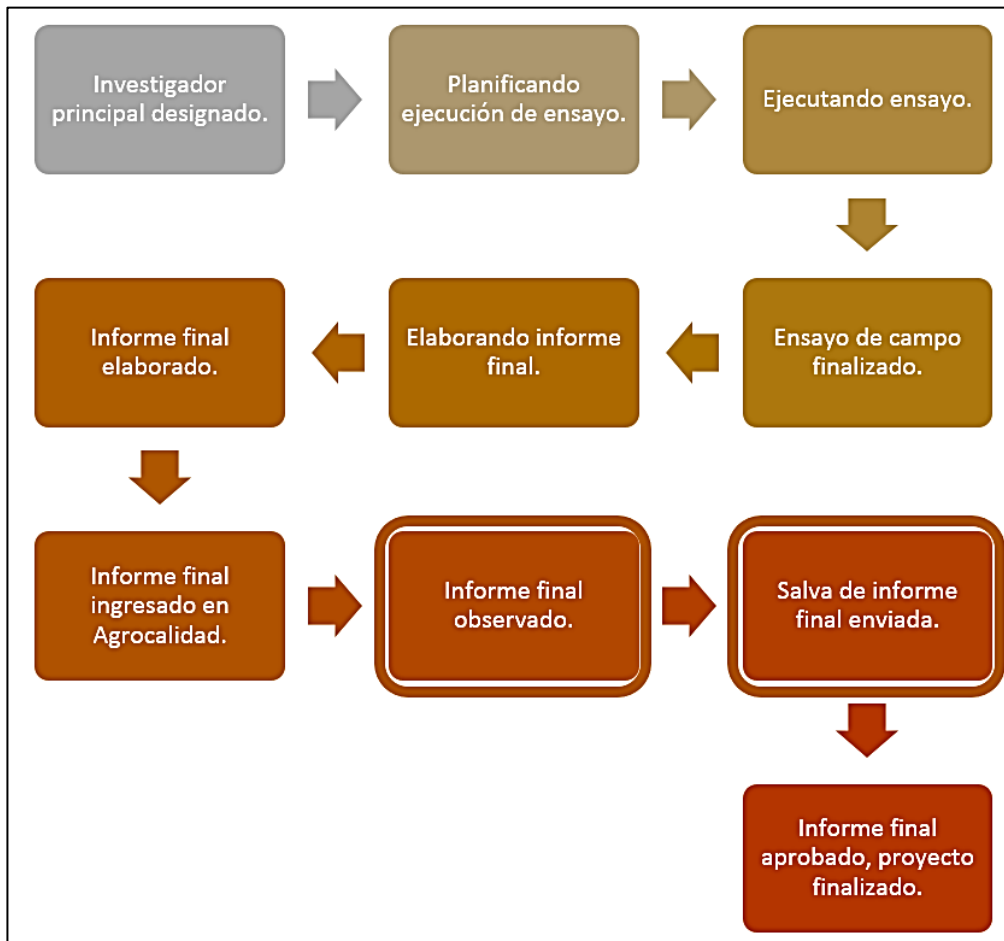 Investigador
principal designado.
Planificando
ejecución de ensayo.
Ejecutando ensayo.
Ensayo de campo
finalizado.
Elaborando informe
final.
Informe final
elaborado.
Informe final
ingresado en
Agrocalidad.
Informe final
observado.
Salva de informe
final enviada.
Informe final
aprobado, proyecto
finalizado.